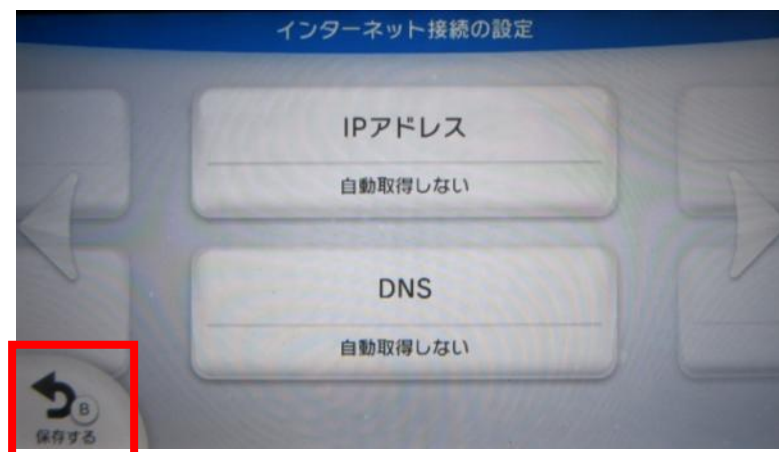 インターネット接続の設定
IPアドレス
自動取得しない
DNS
自動取得しない
B
保存する